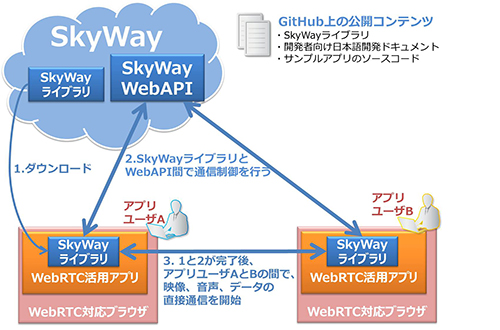 SkyWay
GitHub上の公開コンテンツ
・SkyWayライブラリ
・開発者向け日本語開発ドキュメント
・サンプルアプリのソースコード
SkyWay
ライブラリ
SkyWay
WebAPI
1.ダウンロード
2.SkyWayライブラリと
WebAPI間で通信制御を行う
アプリ
ユーザA
アプリ
ユーザB
SkyWay
ライブラリ
WebRTC活用アプリ
WebRTC対応ブラウザ
3. 1と2が完了後、
アプリユーザAとBの間で、
映像、音声、データの
直接通信を開始
SkyWay
ライブラリ
WebRTC活用アプリ
WebRTC対応ブラウザ